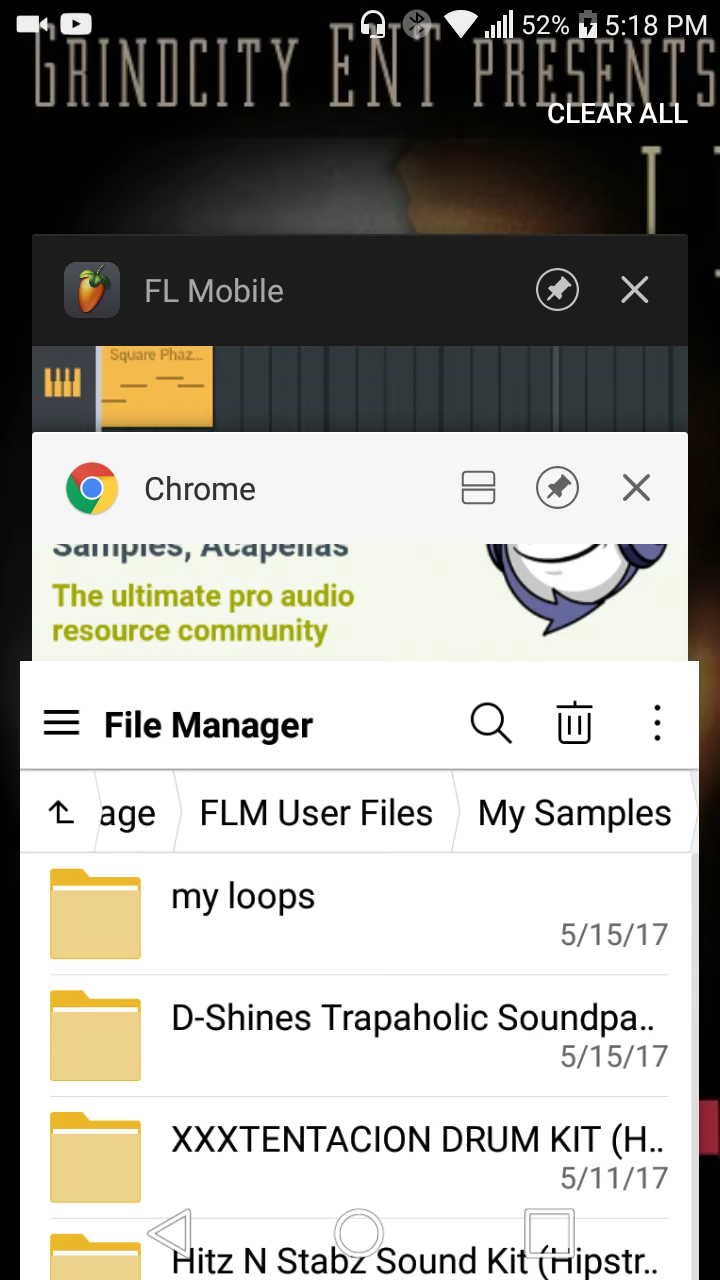 52% 5:18 PM
GRINDCITY ENT PRESENTS
CLEAR ALL
FL Mobile
Square Phaz...
Chrome
Samples, Acapellas
The ultimate pro audio
resource community
File Manager
age FLM User Files My Samples
my loops
5/15/17
D-Shines Trapaholic Soundpa..
5/15/17
XXXTENTACION DRUM KIT (H..
5/11/17
Hitz N Stabz Sound Kit (Hipstr..